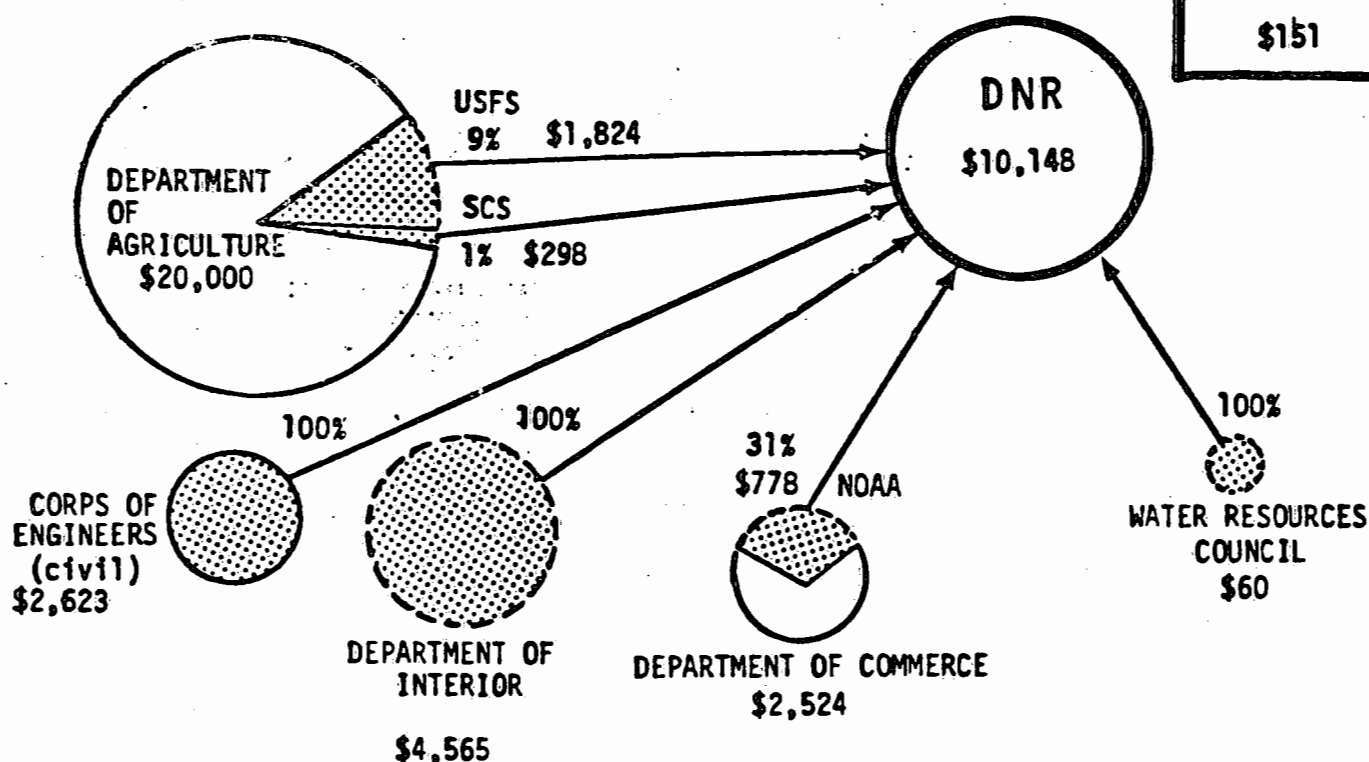 $151
DNR
$10,148
USFS
9% $1,824
SCS
1% $298
DEPARTMENT
OF
AGRICULTURE
$20,000
100%
100%
31%
$778 NOAA
100%
CORPS OF
ENGINEERS
(civil)
$2,623
DEPARTMENT OF
INTERIOR
$4,565
DEPARTMENT OF COMMERCE
$2,524
WATER RESOURCES
COUNCIL
$60